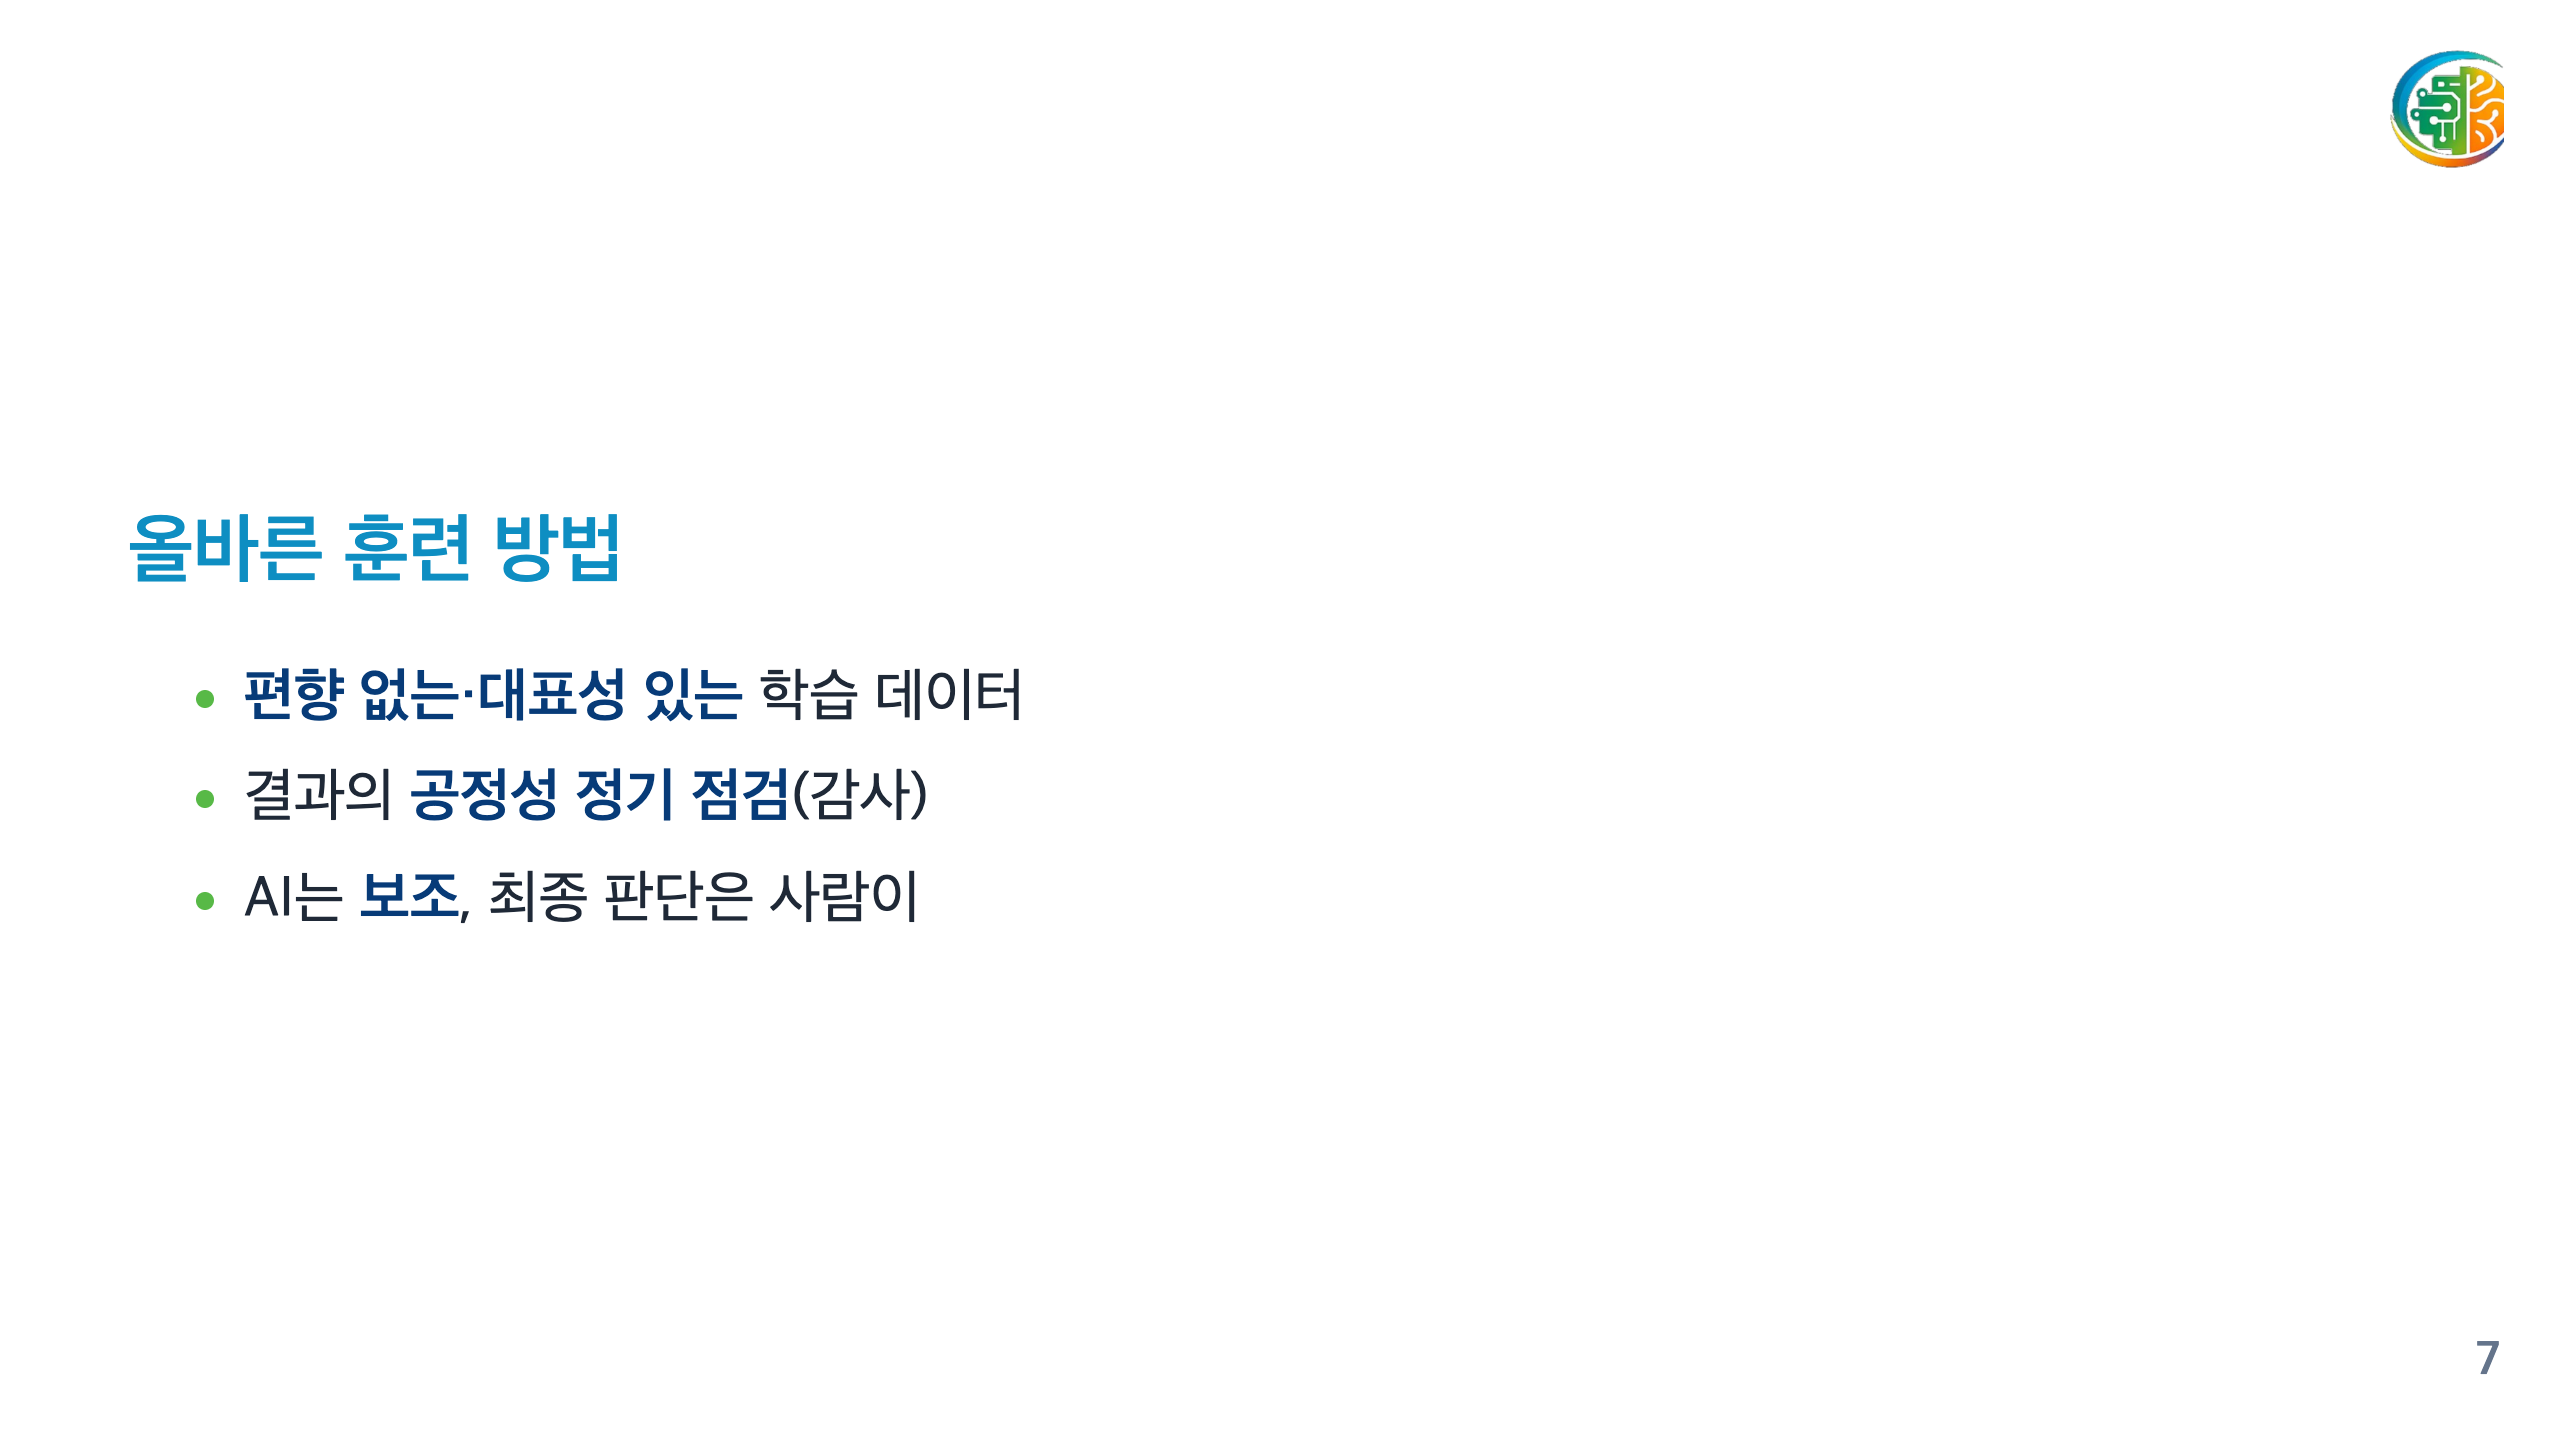 올바른 훈련 방법
• 편향 없는·대표성 있는 학습 데이터
• 결과의 공정성 정기 점검(감사)
• AI는 보조, 최종 판단은 사람이
7